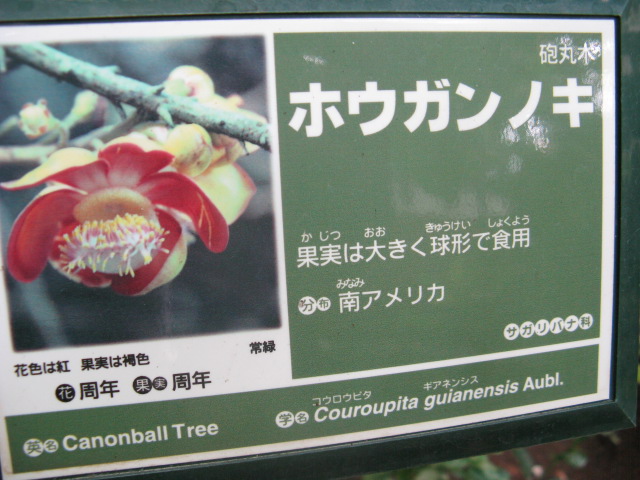 砲丸木
ホウガンノキ
かじつ おお きゅうけい しょくよう
果実は大きく球形で食用
みなみ
分布 南アメリカ
サガリバナ科
常緑
花色は紅 果実は褐色
花 周年 果実 周年
コウロウピタ ギアネンシス
学名 Couroupita guianensis Aubl.
英名 Canonball Tree